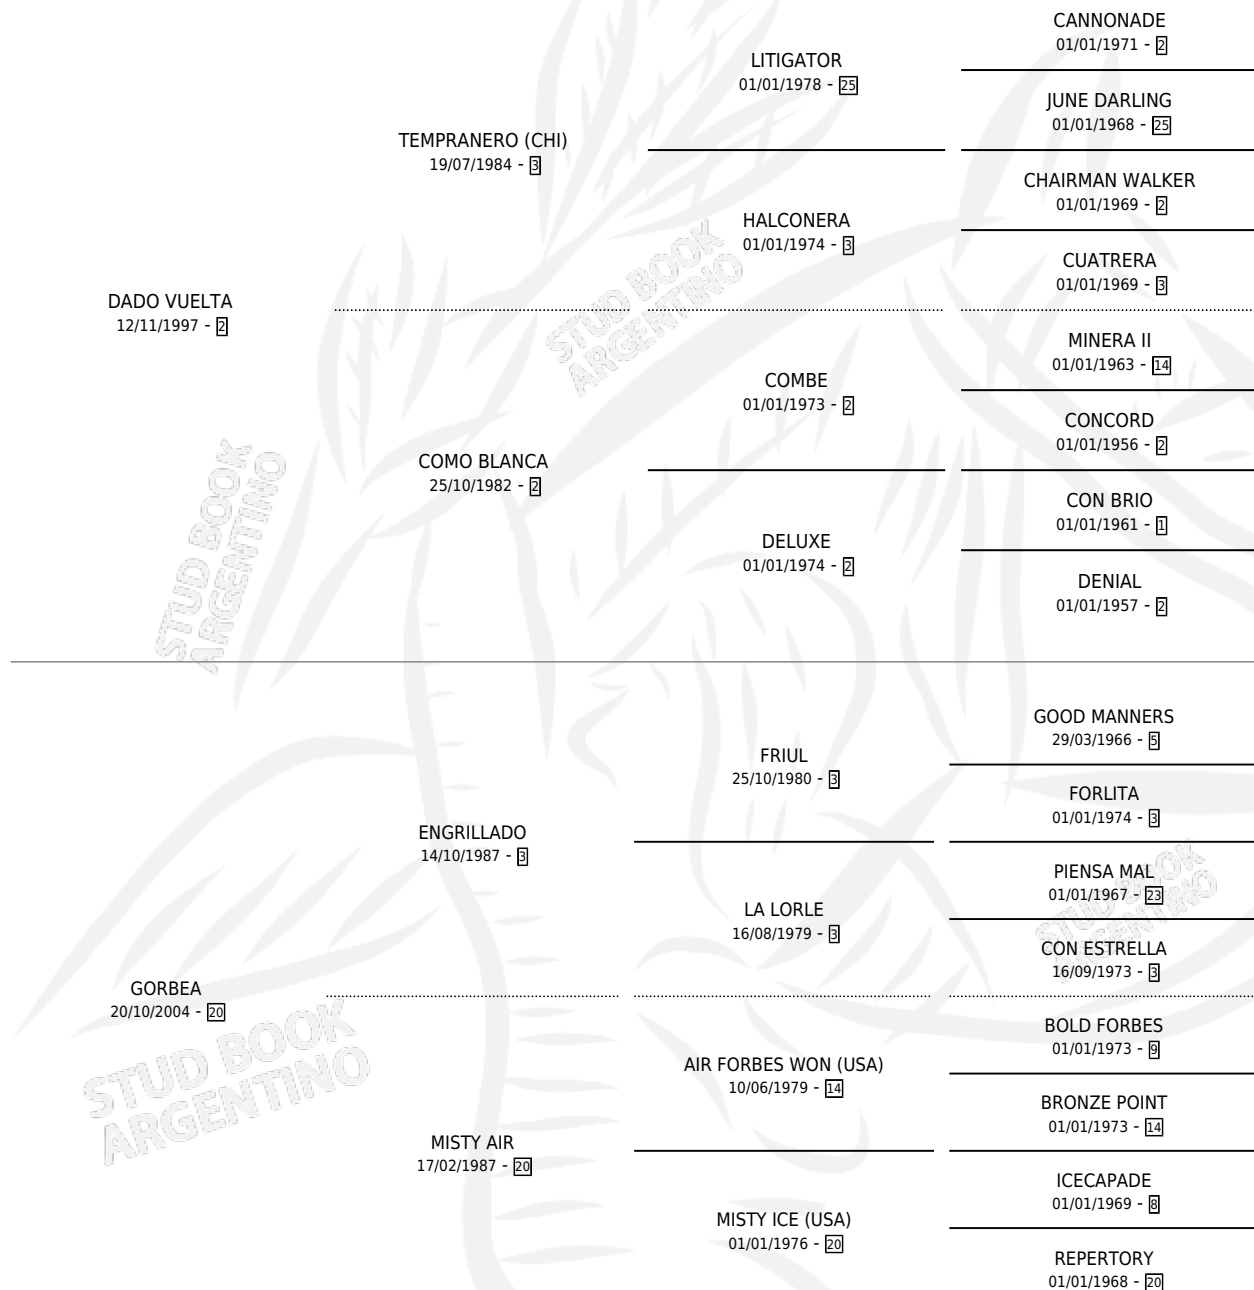 CANNONADE
01/01/1971 - 2
LITIGATOR
01/01/1978 - 25
JUNE DARLING
01/01/1968 - 25
TEMPRANERO (CHI)
19/07/1984 - 3
CHAIRMAN WALKER
01/01/1969 - 2
HALCONERA
01/01/1974 - 3
CUATRERA
01/01/1969 - 3
DADO VUELTA
12/11/1997 - 2
MINERA II
01/01/1963 - 14
COMBE
01/01/1973 - 2
CONCORD
01/01/1956 - 2
COMO BLANCA
25/10/1982 - 2
CON BRIO
01/01/1961 - 1
DELUXE
01/01/1974 - 2
DENIAL
01/01/1957 - 2
GOOD MANNERS
29/03/1966 - 5
FRIUL
25/10/1980 - 3
FORLITA
01/01/1974 - 3
ENGRILLADO
14/10/1987 - 3
PIENSA MAL
01/01/1967 - 23
LA LORLE
16/08/1979 - 3
CON ESTRELLA
16/09/1973 - 3
GORBEA
20/10/2004 - 20
BOLD FORBES
01/01/1973 - 9
AIR FORBES WON (USA)
10/06/1979 - 14
BRONZE POINT
01/01/1973 - 14
MISTY AIR
17/02/1987 - 20
ICECAPADE
01/01/1969 - 8
MISTY ICE (USA)
01/01/1976 - 20
REPERTORY
01/01/1968 - 20
STUD BOOK
ARGENTINO
STUD BOOK
ARGENTINO
STUD BOOK
ARGENTINO
STUD BOOK
ARGENTINO